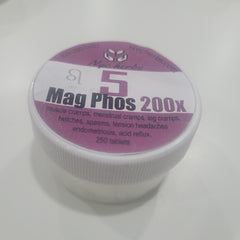 5
Mag Phos 200x
muscle cramps, menstrual cramps, leg cramps,
twitches, spasms, tension headaches
endometriosis, acid reflux.
250 tablets